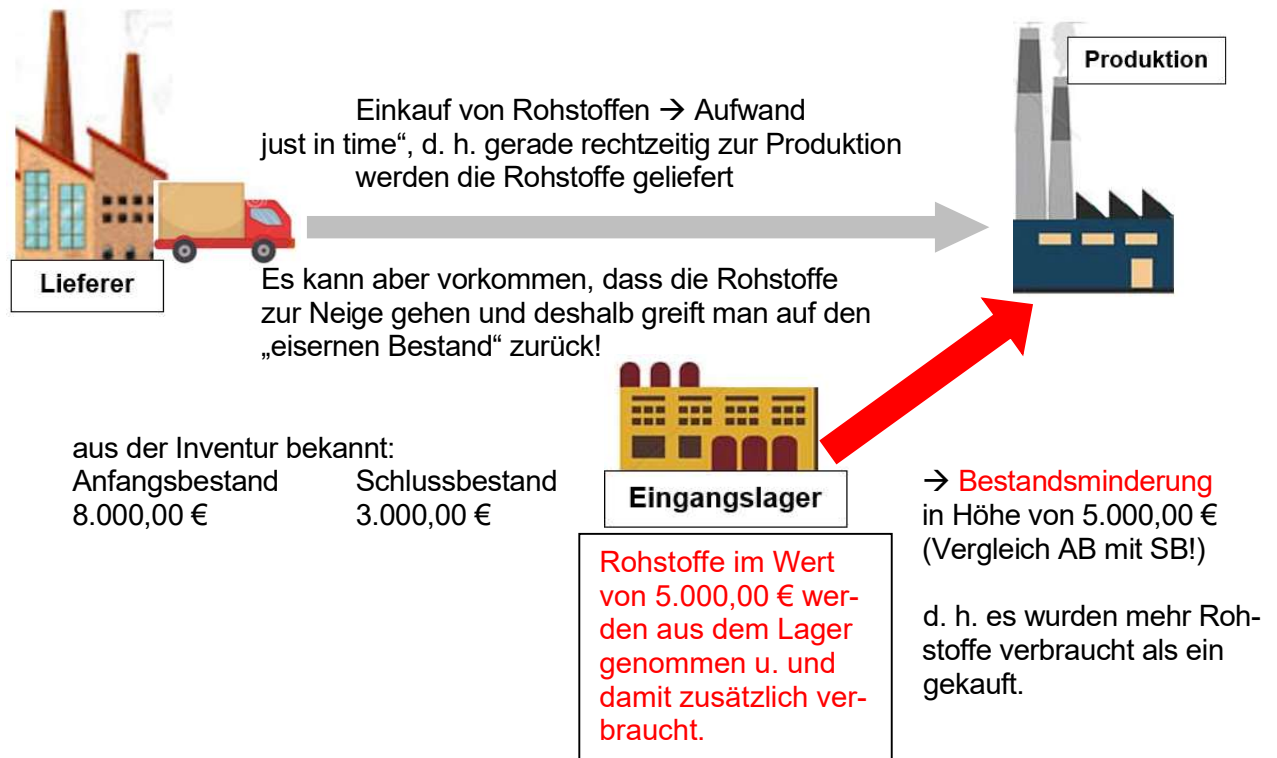 Produktion
Einkauf von Rohstoffen → Aufwand
just in time“, d. h. gerade rechtzeitig zur Produktion
werden die Rohstoffe geliefert
Lieferer
Es kann aber vorkommen, dass die Rohstoffe
zur Neige gehen und deshalb greift man auf den
„eisernen Bestand“ zurück!
aus der Inventur bekannt:
Anfangsbestand Schlussbestand
8.000,00 € 3.000,00 €
Eingangslager
Rohstoffe im Wert
von 5.000,00 € wer-
den aus dem Lager
genommen u. und
damit zusätzlich ver-
braucht.
→ Bestandsminderung
in Höhe von 5.000,00 €
(Vergleich AB mit SB!)
d. h. es wurden mehr Roh-
stoffe verbraucht als ein
gekauft.